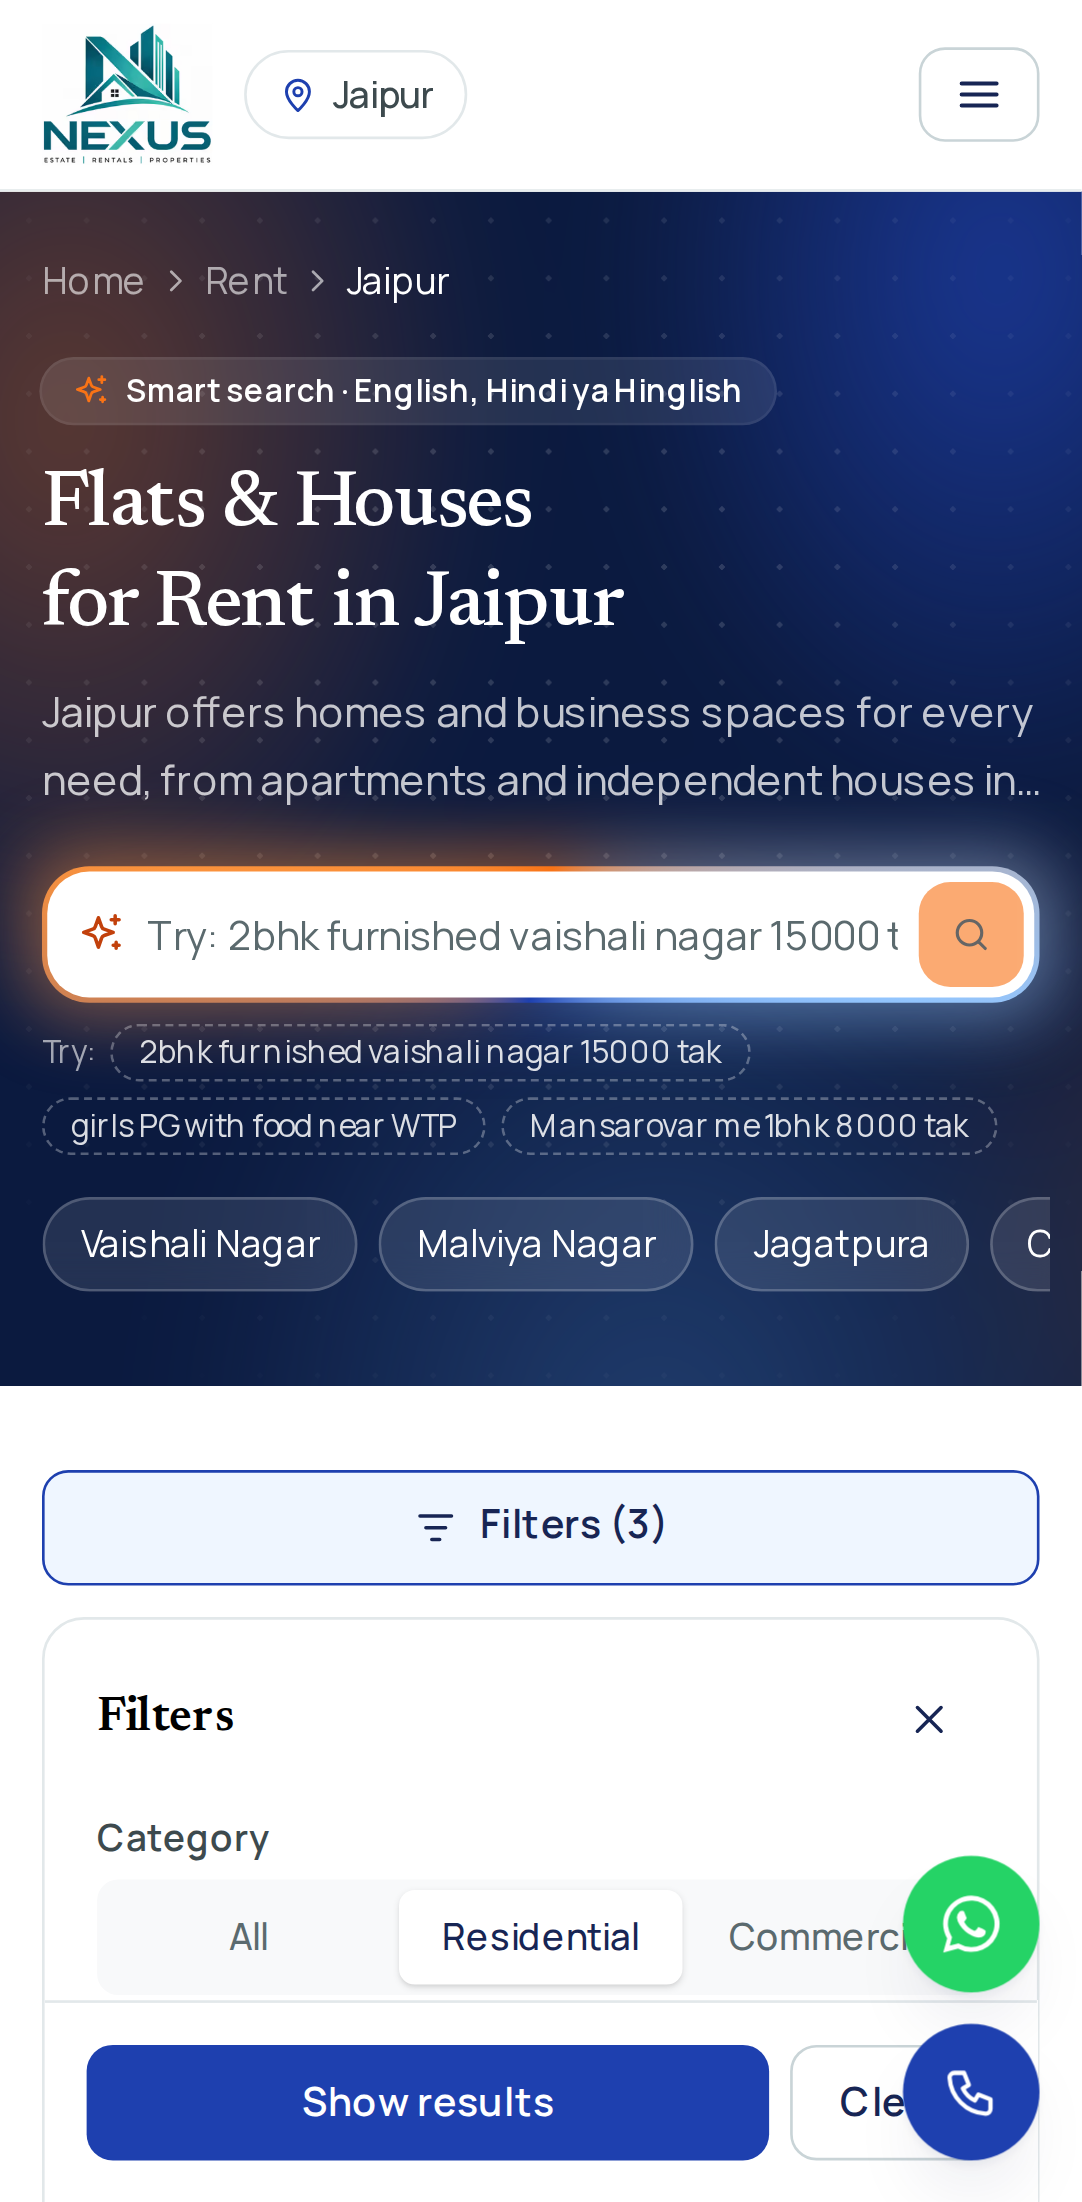 NEXUS
ESTATE | RENTALS | PROPERTIES
Jaipur
Home > Rent > Jaipur
Smart search · English, Hindi ya Hinglish
Flats & Houses
for Rent in Jaipur
Jaipur offers homes and business spaces for every
need, from apartments and independent houses in...
Try: 2bhk furnished vaishali nagar 15000 t
Try: 2bhk furnished vaishali nagar 15000 tak
girls PG with food near WTP Mansarovar me 1bhk 8000 tak
Vaishali Nagar Malviya Nagar Jagatpura
Filters (3)
Filters
Category
All Residential Commerci
Show results Cle